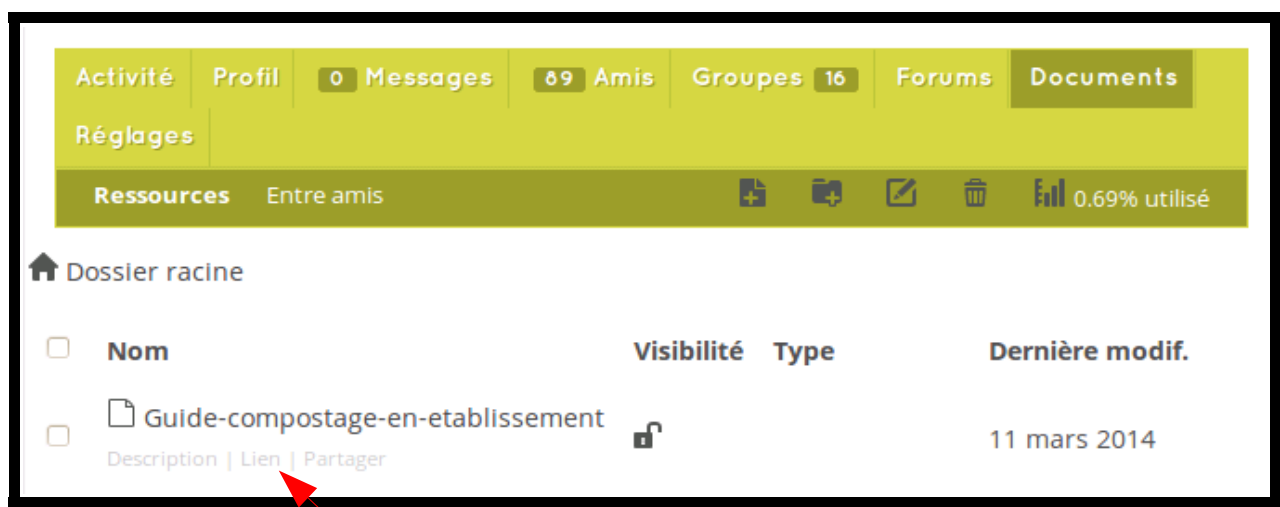 Activité Profil 0 Messages 89 Amis Groupes 16 Forums Documents
Réglages
Ressources Entre amis 0.69% utilisé
Dossier racine
Nom Visibilité Type Dernière modif.
Guide-compostage-en-etablissement 11 mars 2014
Description | Lien | Partager